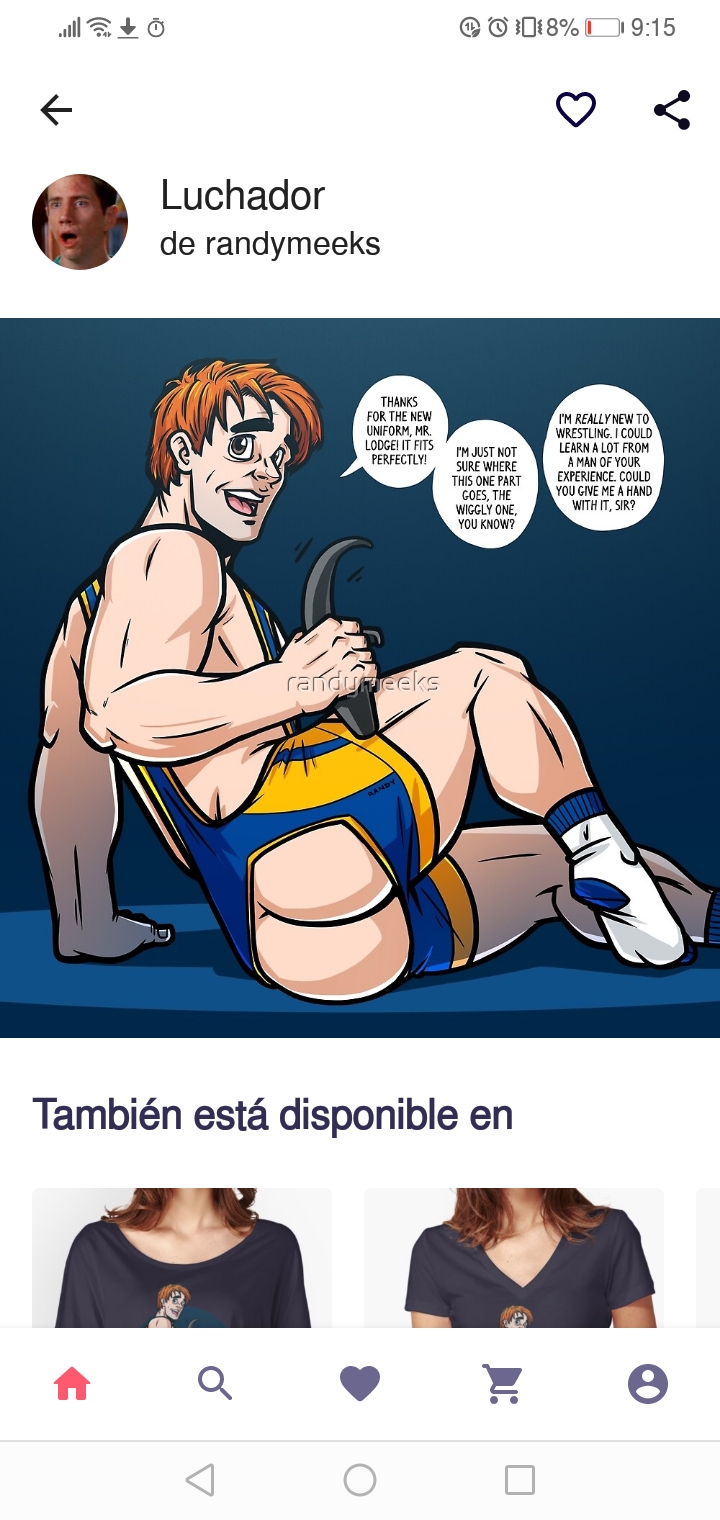 8% 9:15
Luchador
de randymeeks
THANKS
FOR THE NEW
UNIFORM, MR.
LODGE! IT FITS
PERFECTLY!
I'M JUST NOT
SURE WHERE
THIS ONE PART
GOES, THE
WIGGLY ONE,
YOU KNOW?
I'M REALLY NEW TO
WRESTLING. I COULD
LEARN A LOT FROM
A MAN OF YOUR
EXPERIENCE. COULD
YOU GIVE ME A HAND
WITH IT, SIR?
randymeeks
RANDY
También está disponible en